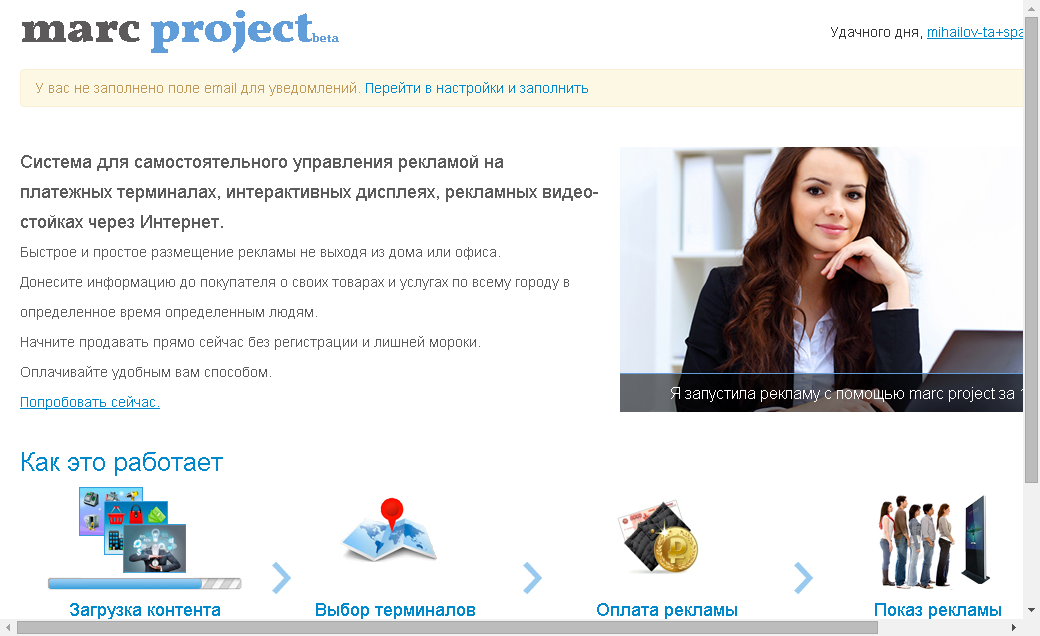 marc project beta
Удачного дня, mihailov-ta+spa
У вас не заполнено поле email для уведомлений. Перейти в настройки и заполнить
Система для самостоятельного управления рекламой на
платежных терминалах, интерактивных дисплеях, рекламных видео-
стойках через Интернет.
Быстрое и простое размещение рекламы не выходя из дома или офиса.
Донесите информацию до покупателя о своих товарах и услугах по всему городу в
определенное время определенным людям.
Начните продавать прямо сейчас без регистрации и лишней мороки.
Оплачивайте удобным вам способом.
Попробовать сейчас.
Я запустила рекламу с помощью marc project за
Как это работает
Загрузка контента
Выбор терминалов
Оплата рекламы
Показ рекламы